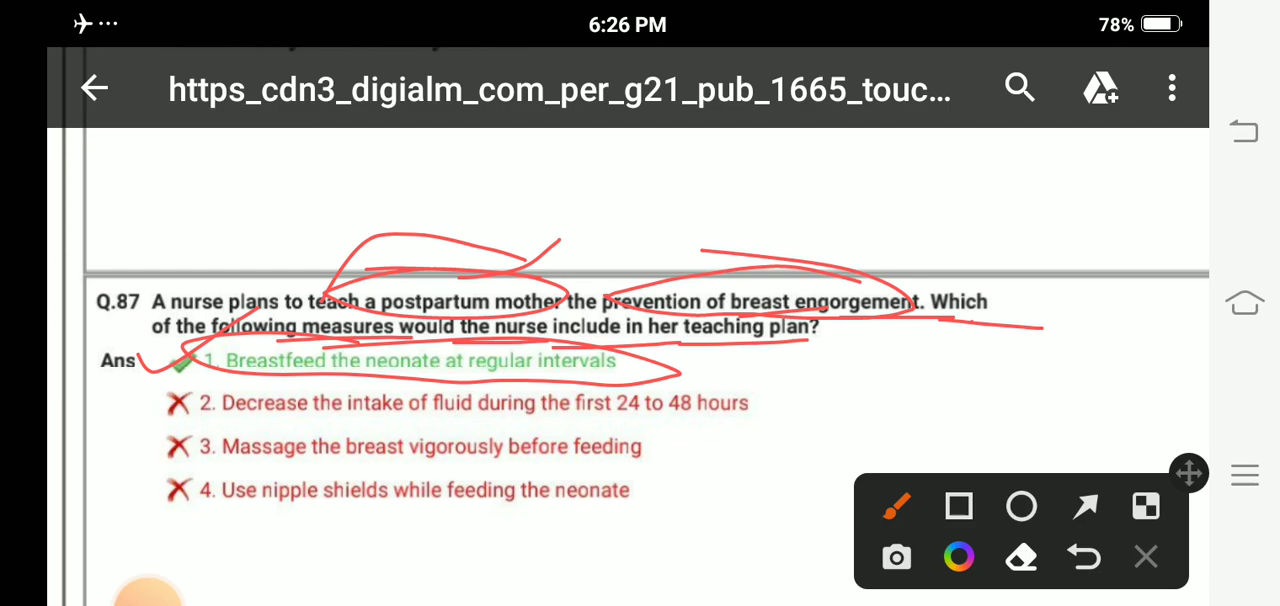 6:26 PM
78%
https_cdn3_digialm_com_per_g21_pub_1665_touc...
Q.87 A nurse plans to teach a postpartum mother the prevention of breast engorgement. Which
of the following measures would the nurse include in her teaching plan?
Ans 1. Breastfeed the neonate at regular intervals
2. Decrease the intake of fluid during the first 24 to 48 hours
3. Massage the breast vigorously before feeding
4. Use nipple shields while feeding the neonate